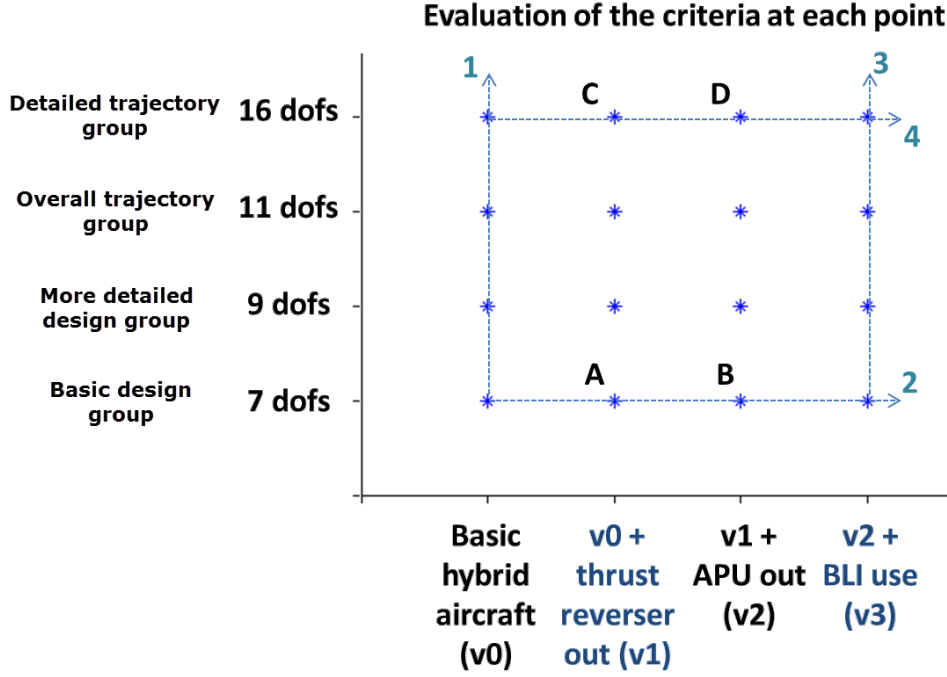 Evaluation of the criteria at each point
1
3
C
D
Detailed trajectory
group
16 dofs
4
Overall trajectory
group
11 dofs
More detailed
design group
9 dofs
A
B
2
Basic design
group
7 dofs
Basic
hybrid
aircraft
(v0)
v0 +
thrust
reverser
out (v1)
v1 +
APU out
(v2)
v2 +
BLI use
(v3)